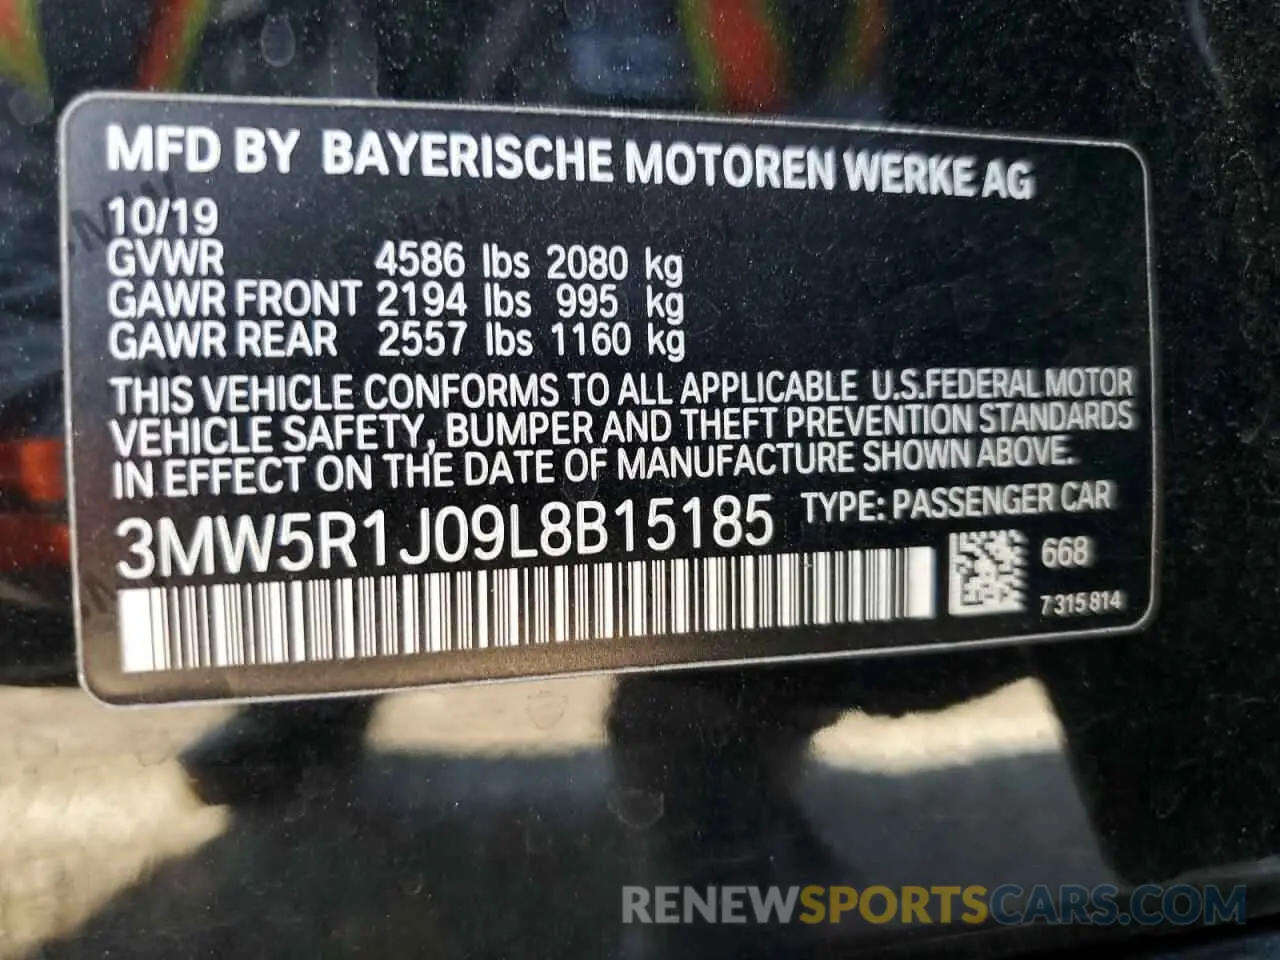 MFD BY BAYERISCHE MOTOREN WERKE AG
10/19
GVWR 4586 lbs 2080 kg
GAWR FRONT 2194 lbs 995 kg
GAWR REAR 2557 lbs 1160 kg
THIS VEHICLE CONFORMS TO ALL APPLICABLE U.S.FEDERAL MOTOR
VEHICLE SAFETY, BUMPER AND THEFT PREVENTION STANDARDS
IN EFFECT ON THE DATE OF MANUFACTURE SHOWN ABOVE.
3MW5R1J09L8B15185 TYPE: PASSENGER CAR
668
7 315 814
RENEWSPORTSCARS.COM